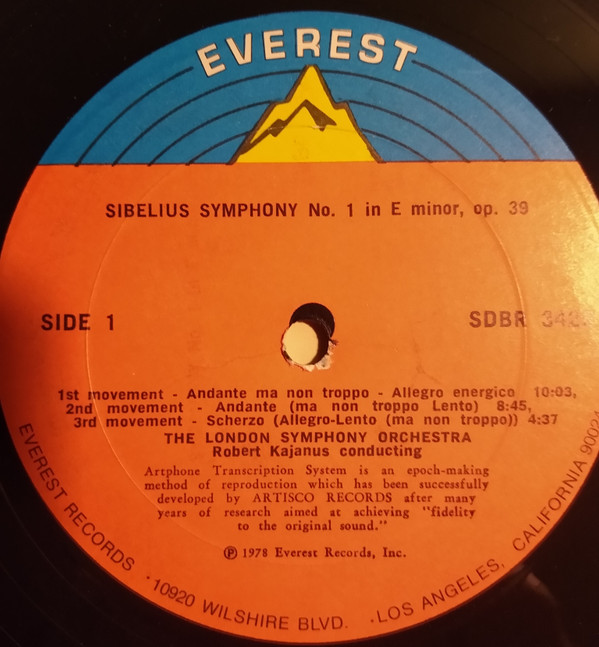 EVEREST
SIBELIUS SYMPHONY No. 1 in E minor, op. 39
SIDE 1
SDBR
1st movement - Andante ma non troppo - Allegro energico 10:03,
2nd movement - Andante (ma non troppo Lento) 8:45,
3rd movement - Scherzo (Allegro-Lento (ma non troppo)) 4:37
THE LONDON SYMPHONY ORCHESTRA
Robert Kajanus conducting
Artphone Transcription System is an epoch-making
method of reproduction which has been successfully
developed by ARTISCO RECORDS after many
years of research aimed at achieving "fidelity
to the original sound."
℗ 1978 Everest Records, Inc.
EVEREST RECORDS · 10920 WILSHIRE BLVD. · LOS ANGELES, CALIFORNIA 90024